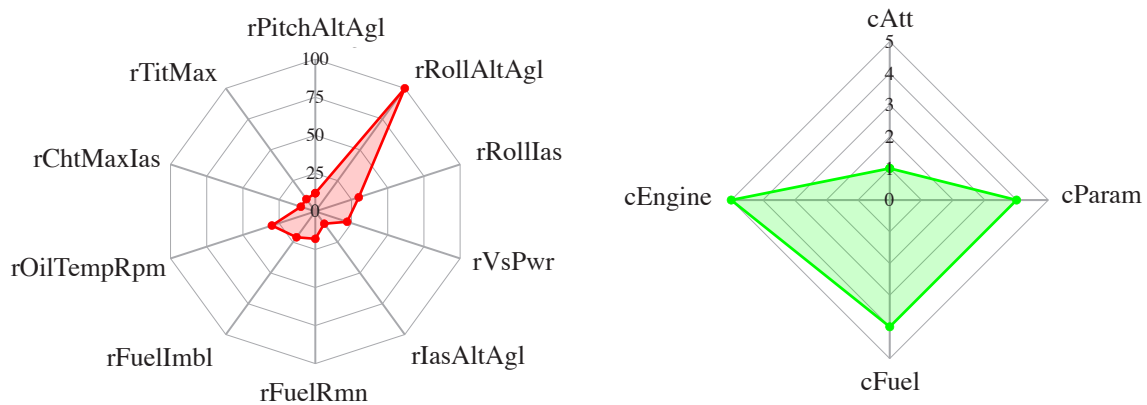 rPitchAltAgl
100
rTitMax
rRollAltAgl
75
50
rChtMaxIas
rRollIas
25
0
rOilTempRpm
rVsPwr
rFuelImbl
rIasAltAgl
rFuelRmn
cAtt
5
4
3
2
1
cEngine
0
cParam
cFuel